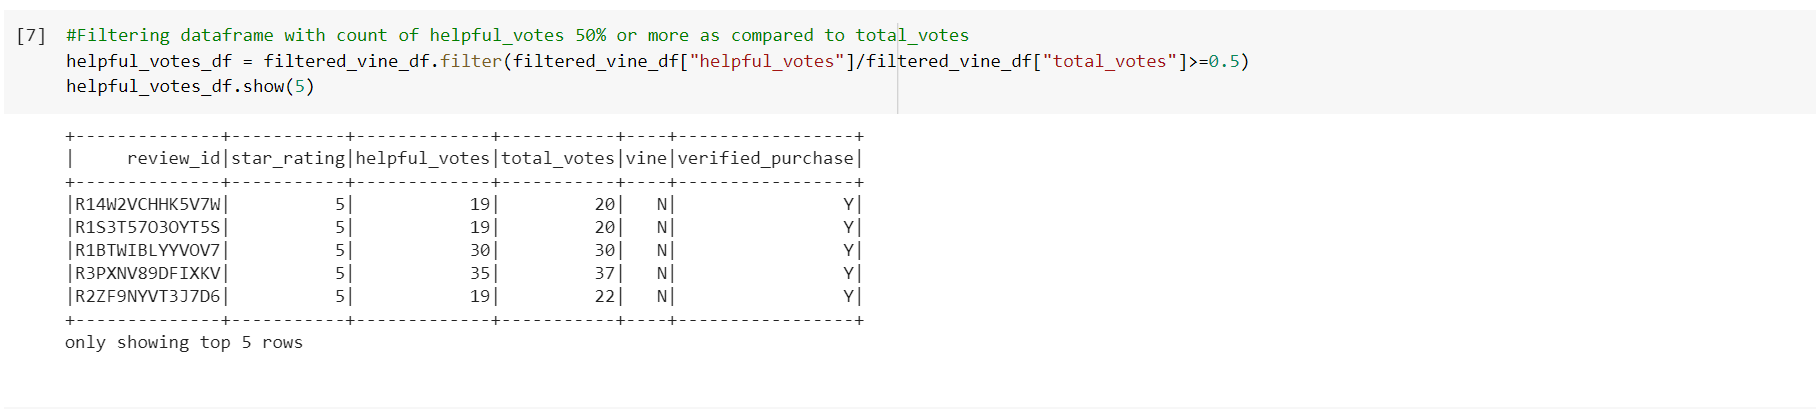 [7] #Filtering dataframe with count of helpful_votes 50% or more as compared to total_votes
helpful_votes_df = filtered_vine_df.filter(filtered_vine_df["helpful_votes"]/filtered_vine_df["total_votes"]>=0.5)
helpful_votes_df.show(5)
+--------------+-----------+-------------+-----------+----+-----------------+
|     review_id|star_rating|helpful_votes|total_votes|vine|verified_purchase|
+--------------+-----------+-------------+-----------+----+-----------------+
|R14W2VCHHK5V7W|          5|           19|         20|   N|                Y|
|R1S3T57O3OYT5S|          5|           19|         20|   N|                Y|
|R1BTWIBLYYVOV7|          5|           30|         30|   N|                Y|
|R3PXNV89DFIXKV|          5|           35|         37|   N|                Y|
|R2ZF9NYVT3J7D6|          5|           19|         22|   N|                Y|
+--------------+-----------+-------------+-----------+----+-----------------+
only showing top 5 rows